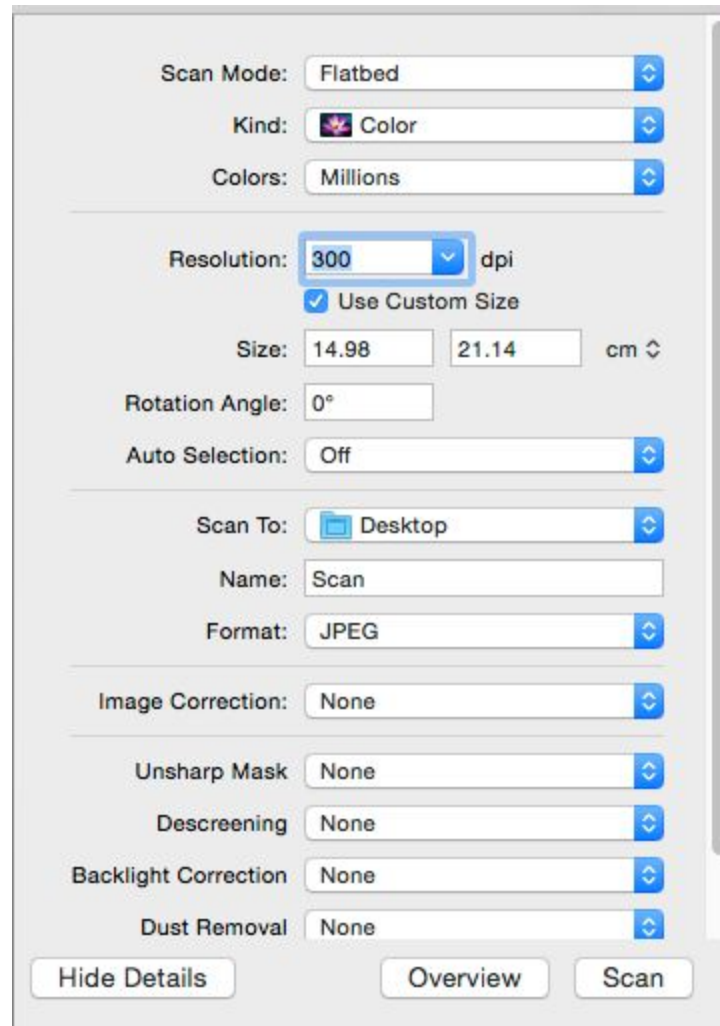 Scan Mode: Flatbed
Kind: Color
Colors: Millions
Resolution: 300 dpi
Use Custom Size
Size: 14.98 21.14 cm
Rotation Angle: 0°
Auto Selection: Off
Scan To: Desktop
Name: Scan
Format: JPEG
Image Correction: None
Unsharp Mask None
Descreening None
Backlight Correction None
Dust Removal None
Hide Details Overview Scan